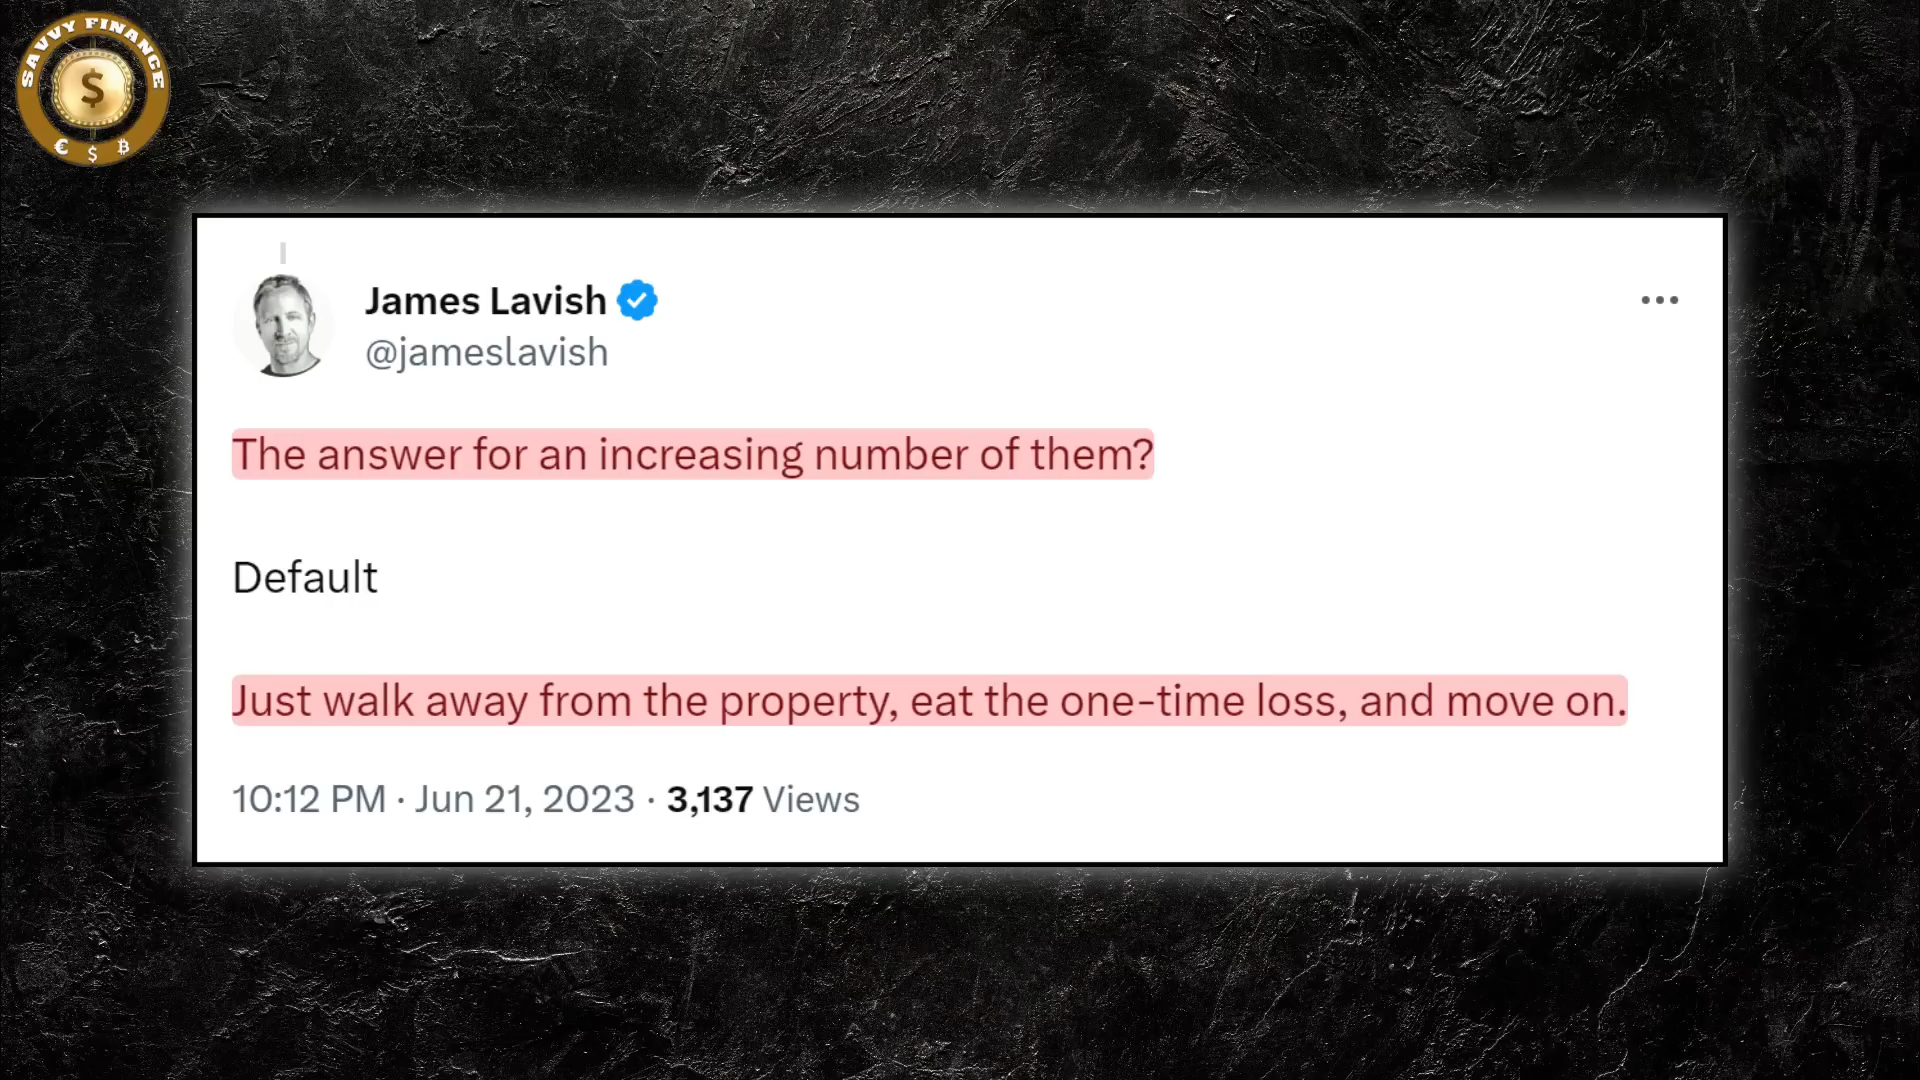 SAVVY FINANCE
$
€ $ ₿
James Lavish
@jameslavish
The answer for an increasing number of them?
Default
Just walk away from the property, eat the one-time loss, and move on.
10:12 PM · Jun 21, 2023 · 3,137 Views